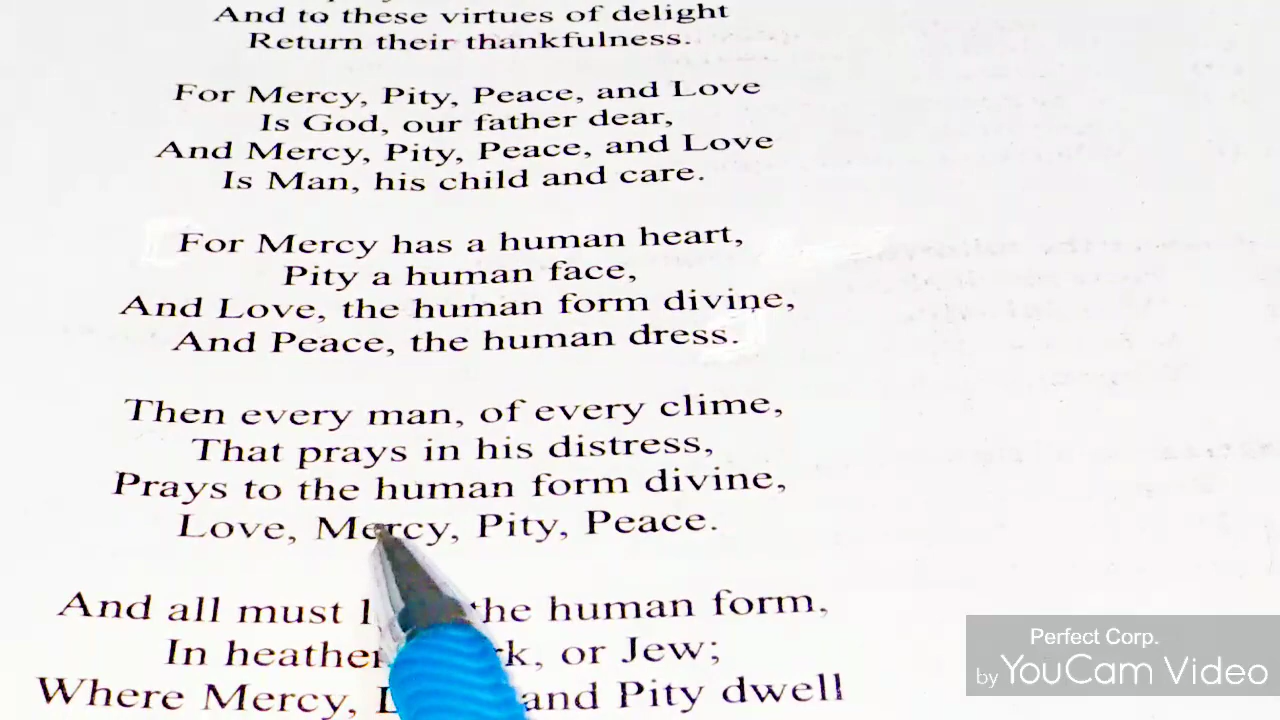 And to these virtues of delight
Return their thankfulness.
For Mercy, Pity, Peace, and Love
Is God, our father dear,
And Mercy, Pity, Peace, and Love
Is Man, his child and care.
For Mercy has a human heart,
Pity a human face,
And Love, the human form divine,
And Peace, the human dress.
Then every man, of every clime,
That prays in his distress,
Prays to the human form divine,
Love, Mercy, Pity, Peace.
And all must the human form,
In or Jew;
Where Mercy, and Pity dwell
Perfect Corp.
by YouCam Video